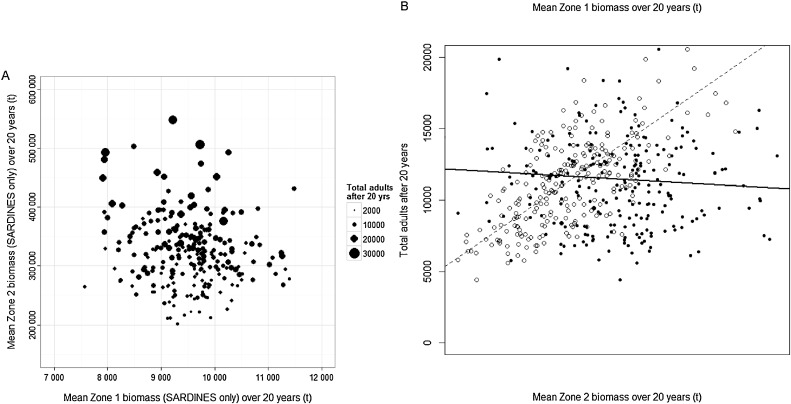 A
Mean Zone 2 biomass (SARDINES only) over 20 years (t)
600 000
500 000
400 000
300 000
200 000
7 000 8 000 9 000 10 000 11 000 12 000
Mean Zone 1 biomass (SARDINES only) over 20 years (t)
Total adults
after 20 yrs
2000
10000
20000
30000
B
Mean Zone 1 biomass over 20 years (t)
Total adults after 20 years
20000
15000
10000
5000
0
Mean Zone 2 biomass over 20 years (t)